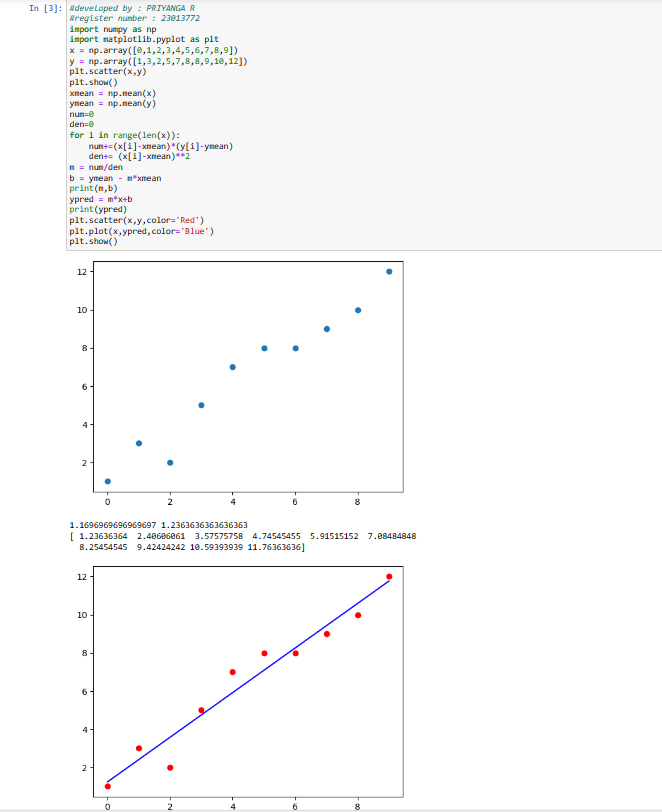 In [3]: #developed by : PRIYANGA R
#register number : 23013772
import numpy as np
import matplotlib.pyplot as plt
x = np.array([0,1,2,3,4,5,6,7,8,9])
y = np.array([1,3,2,5,7,8,8,9,10,12])
plt.scatter(x,y)
plt.show()
xmean = np.mean(x)
ymean = np.mean(y)
num=0
den=0
for i in range(len(x)):
    num+=(x[i]-xmean)*(y[i]-ymean)
    den+= (x[i]-xmean)**2
m = num/den
b = ymean - m*xmean
print(m,b)
ypred = m*x+b
print(ypred)
plt.scatter(x,y,color='Red')
plt.plot(x,ypred,color='Blue')
plt.show()
12
10
8
6
4
2
0 2 4 6 8
1.1696969696969697 1.2363636363636363
[ 1.23636364  2.40606061  3.57575758  4.74545455  5.91515152  7.08484848
  8.25454545  9.42424242 10.59393939 11.76363636]
12
10
8
6
4
2
0 2 4 6 8